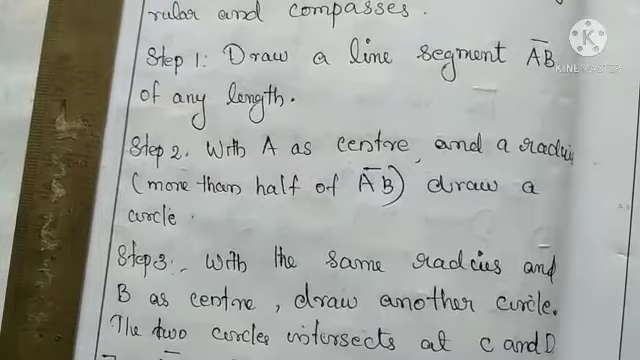 rular and compasses.
Step 1: Draw a line segment AB
of any length.
Step 2. With A as centre, and a radius
(more than half of AB) draw a
circle.
Step 3:- With the same radius and
B as centre, draw another circle.
The two circles intersects at C and D
KINEMASTER